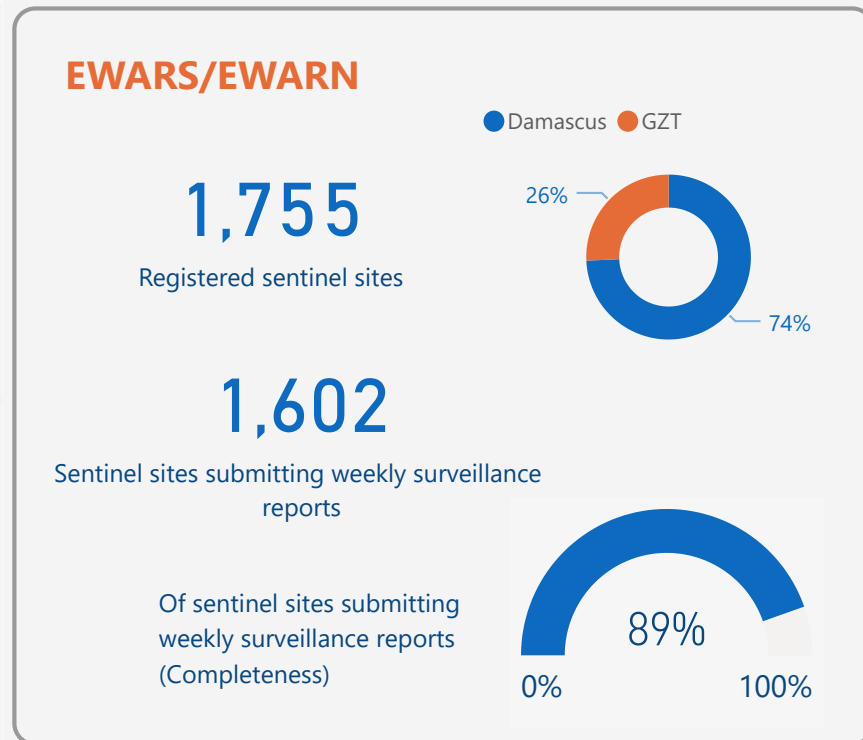 EWARS/EWARN
Damascus GZT
1,755
Registered sentinel sites
26%
74%
1,602
Sentinel sites submitting weekly surveillance
reports
Of sentinel sites submitting
weekly surveillance reports
(Completeness)
89%
0% 100%